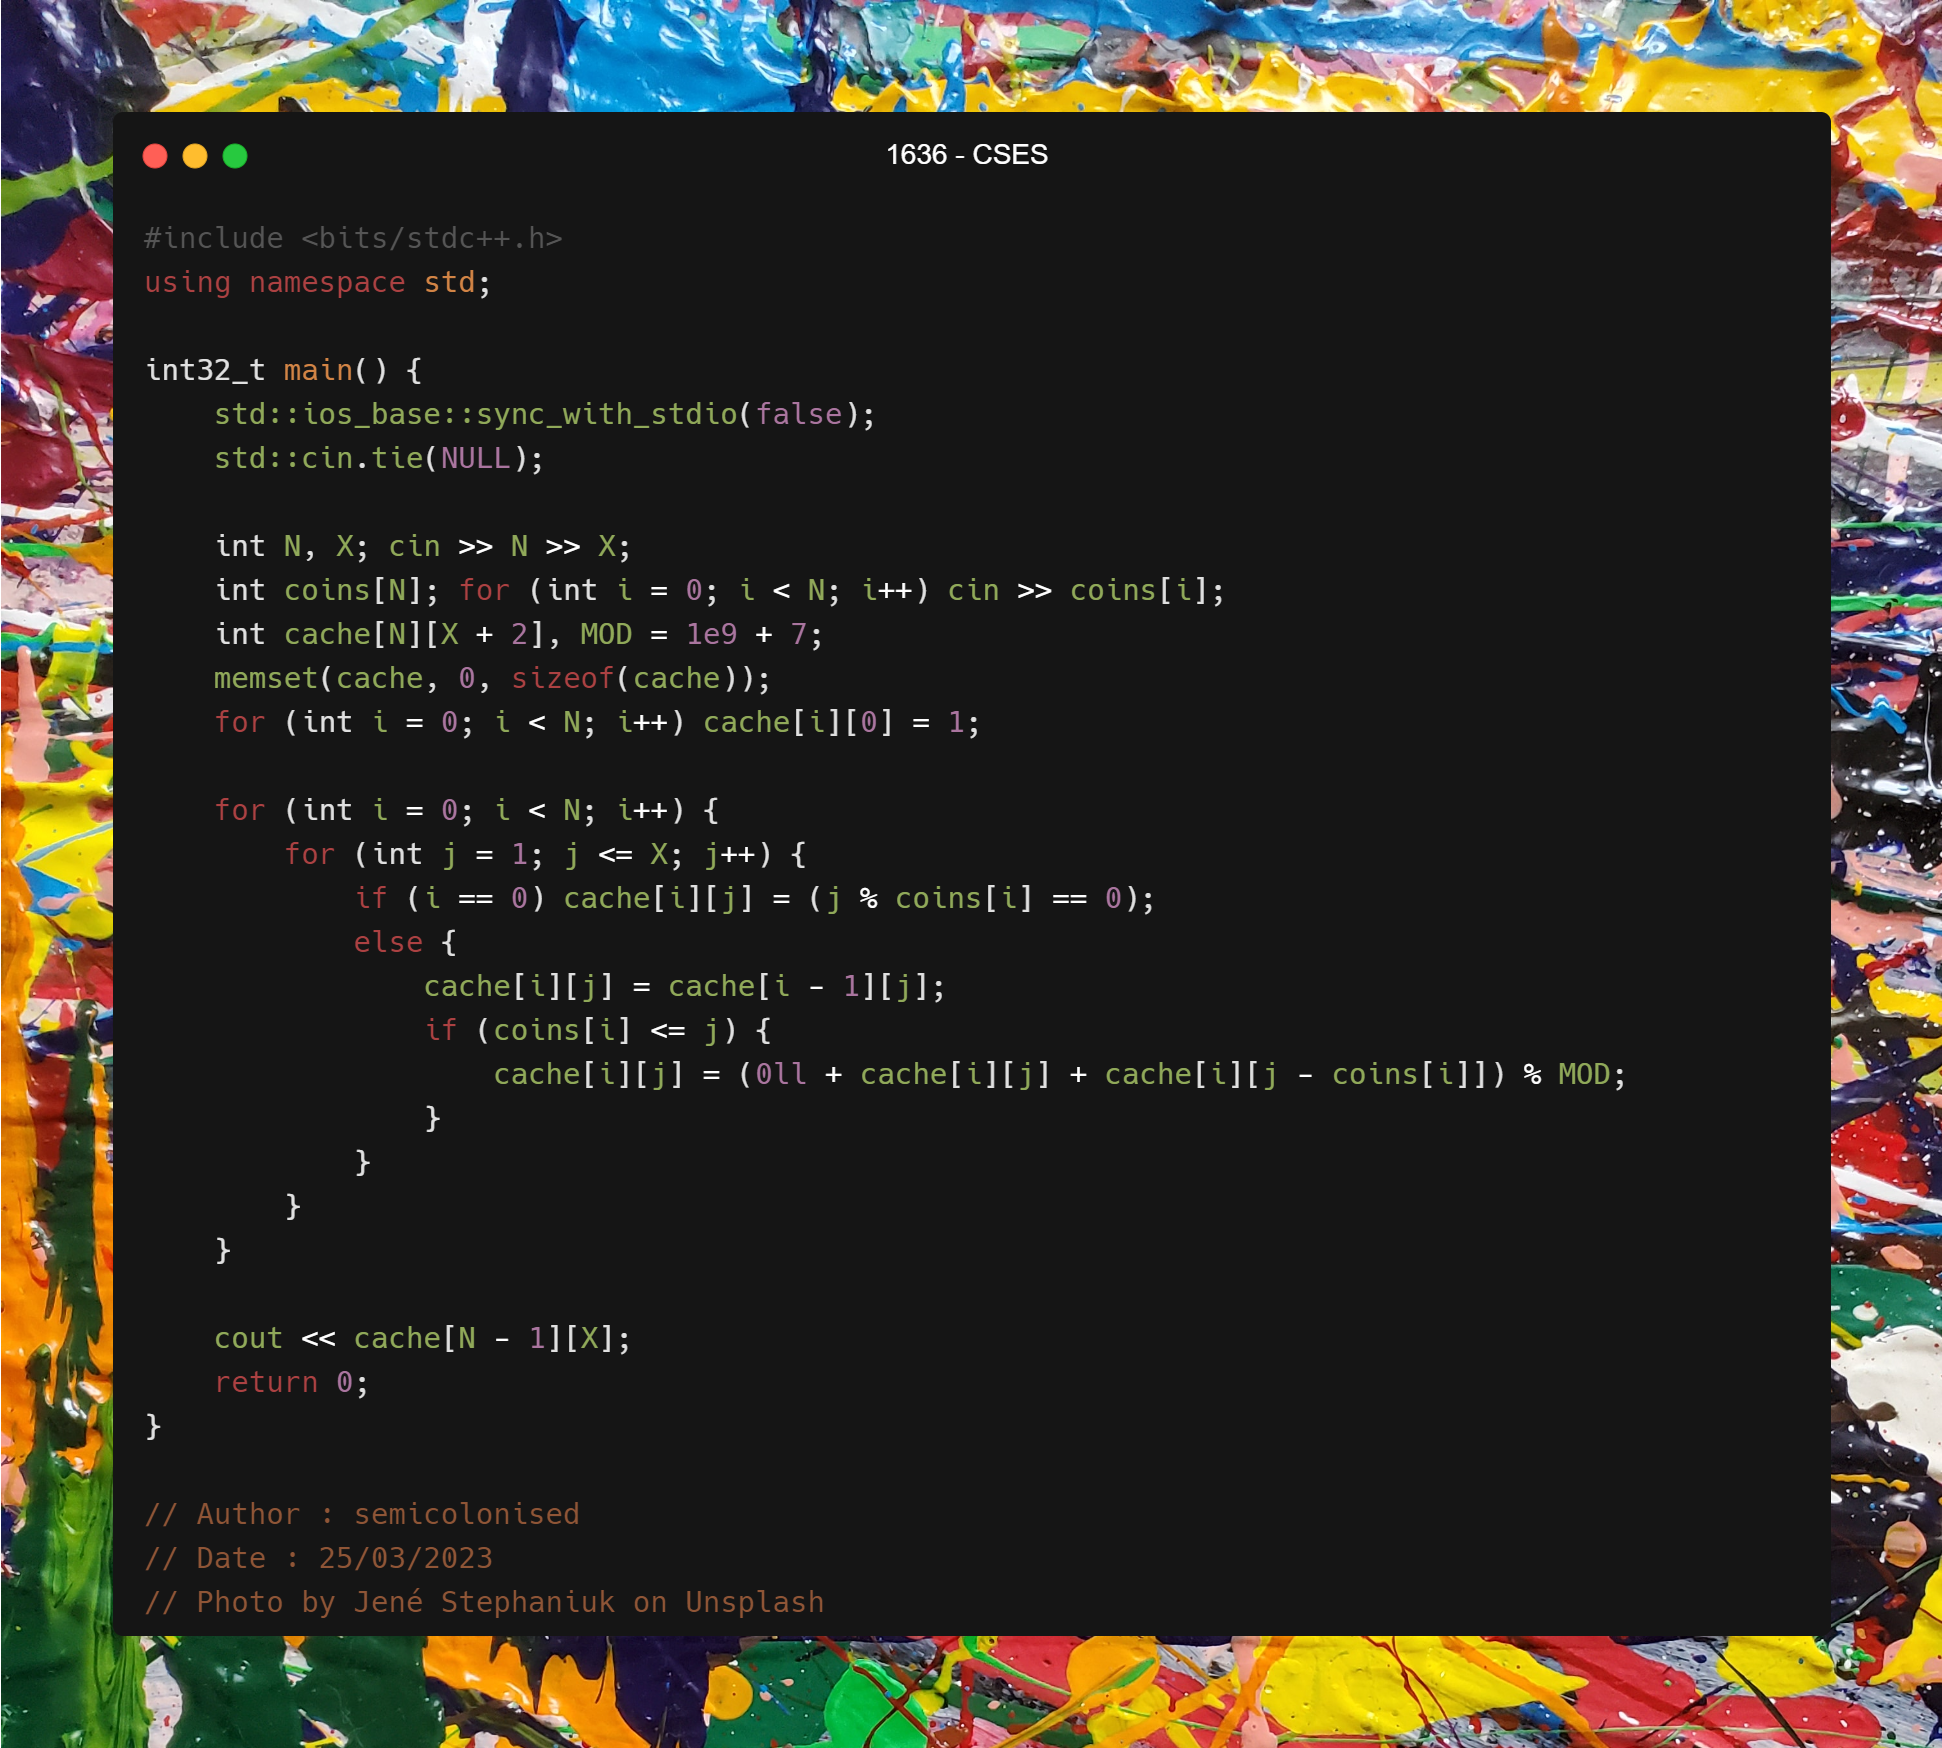 1636 - CSES
#include <bits/stdc++.h>
using namespace std;
int32_t main() {
    std::ios_base::sync_with_stdio(false);
    std::cin.tie(NULL);
    int N, X; cin >> N >> X;
    int coins[N]; for (int i = 0; i < N; i++) cin >> coins[i];
    int cache[N][X + 2], MOD = 1e9 + 7;
    memset(cache, 0, sizeof(cache));
    for (int i = 0; i < N; i++) cache[i][0] = 1;
    for (int i = 0; i < N; i++) {
        for (int j = 1; j <= X; j++) {
            if (i == 0) cache[i][j] = (j % coins[i] == 0);
            else {
                cache[i][j] = cache[i - 1][j];
                if (coins[i] <= j) {
                    cache[i][j] = (0ll + cache[i][j] + cache[i][j - coins[i]]) % MOD;
                }
            }
        }
    }
    cout << cache[N - 1][X];
    return 0;
}
// Author : semicolonised
// Date : 25/03/2023
// Photo by Jené Stephaniuk on Unsplash